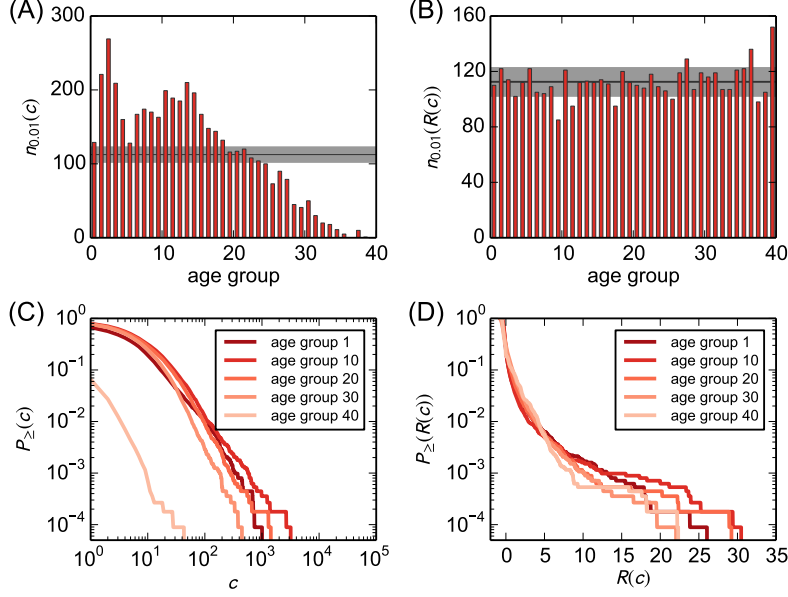 (A)
300
200
100
0
n0.01(c)
0 10 20 30 40
age group
(B)
160
120
80
40
0
n0.01(R(c))
0 10 20 30 40
age group
(C)
10^0
10^-1
10^-2
10^-3
10^-4
P≥(c)
age group 1
age group 10
age group 20
age group 30
age group 40
10^0 10^1 10^2 10^3 10^4 10^5
c
(D)
10^0
10^-1
10^-2
10^-3
10^-4
P≥(R(c))
age group 1
age group 10
age group 20
age group 30
age group 40
0 5 10 15 20 25 30 35
R(c)